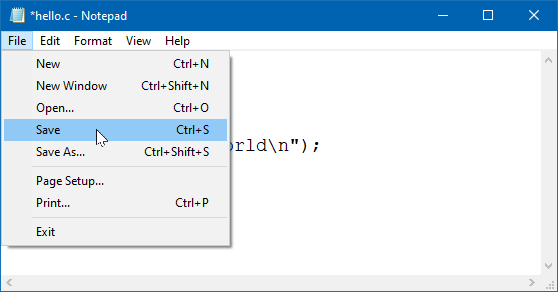 *hello.c - Notepad
File Edit Format View Help
New Ctrl+N
New Window Ctrl+Shift+N
Open... Ctrl+O
Save Ctrl+S
Save As... Ctrl+Shift+S
orld\n");
Page Setup...
Print... Ctrl+P
Exit